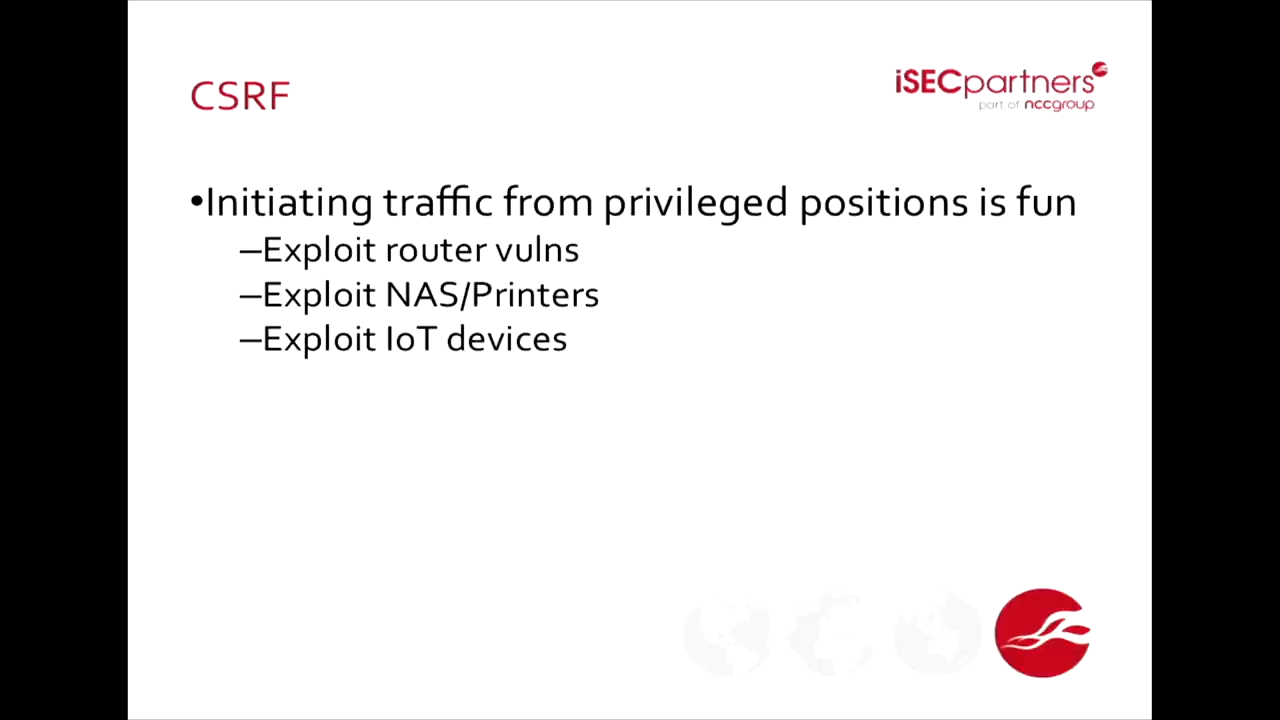 CSRF
iSECpartners
part of nccgroup
•Initiating traffic from privileged positions is fun
–Exploit router vulns
–Exploit NAS/Printers
–Exploit IoT devices